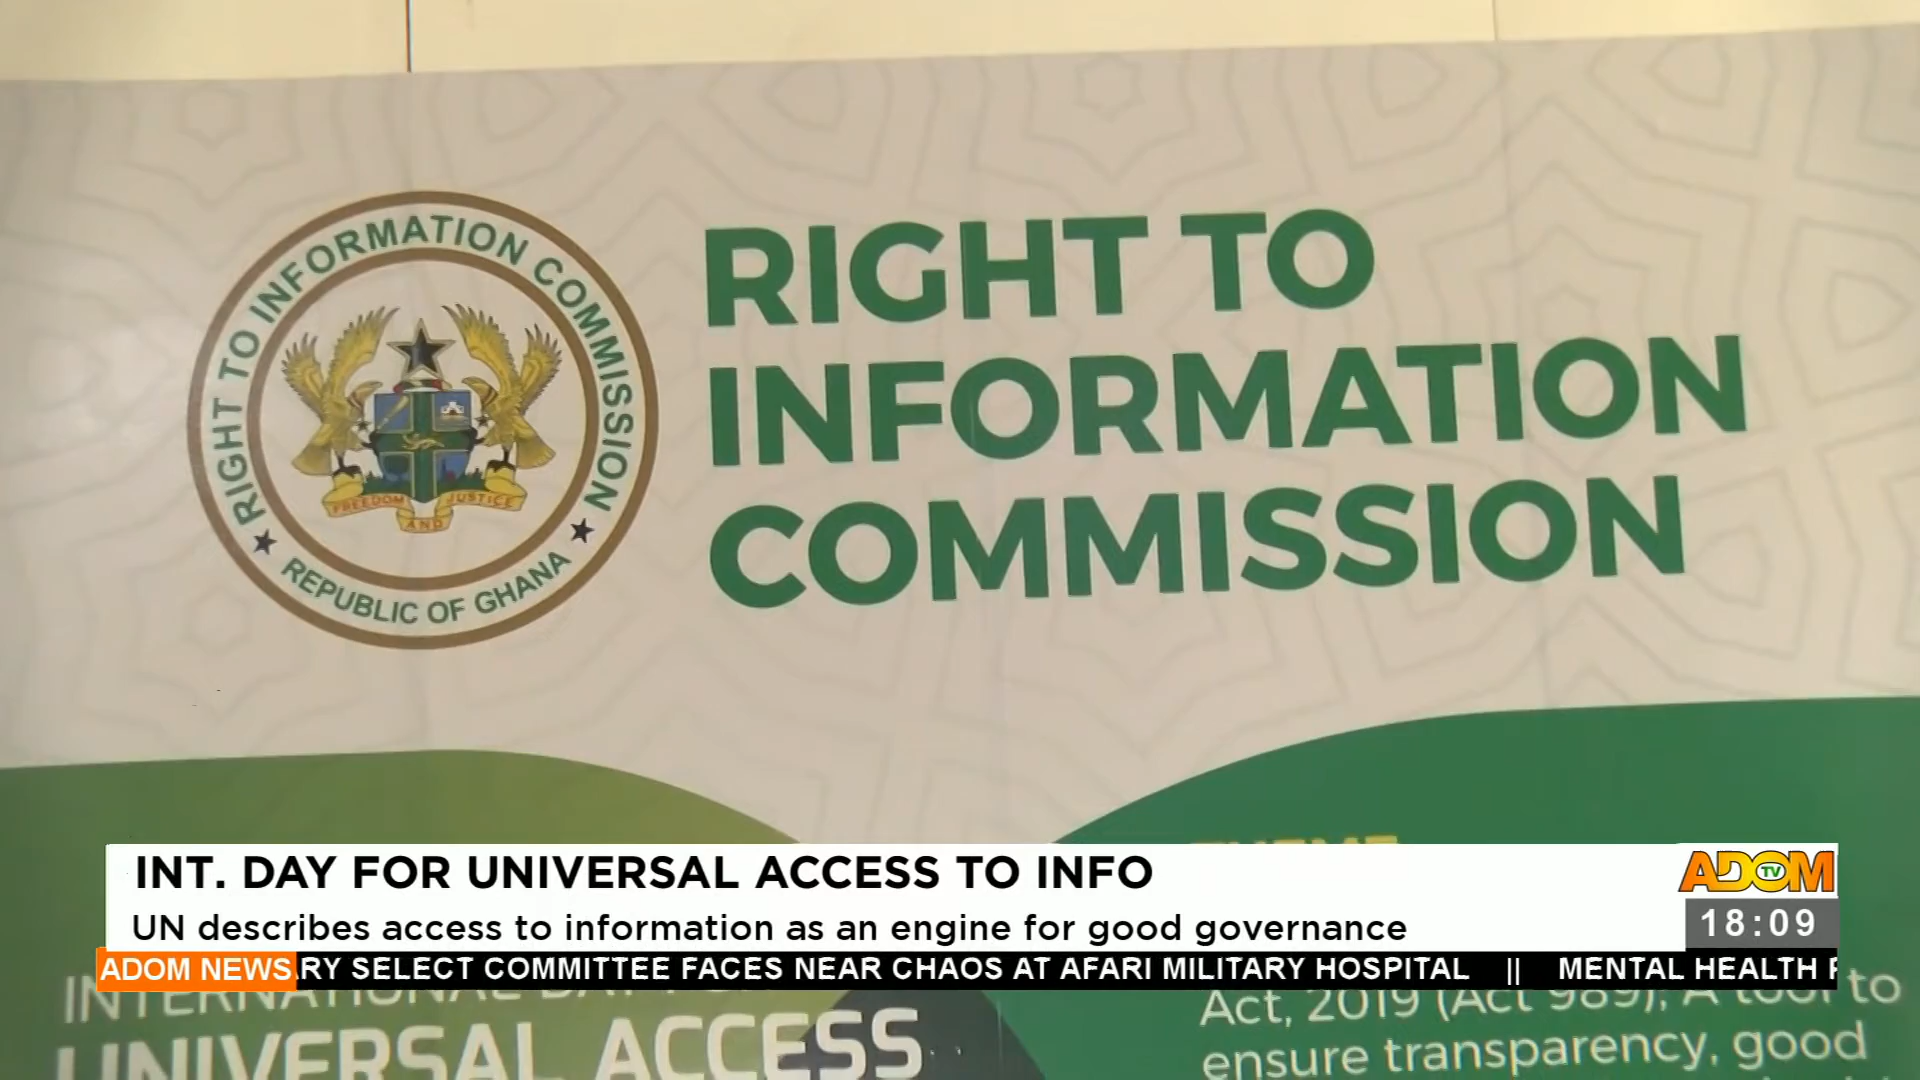 RIGHT TO INFORMATION COMMISSION
REPUBLIC OF GHANA
FREEDOM AND JUSTICE
RIGHT TO
INFORMATION
COMMISSION
INT. DAY FOR UNIVERSAL ACCESS TO INFO
UN describes access to information as an engine for good governance
ADOM TV
18:09
ADOM NEWS
RY SELECT COMMITTEE FACES NEAR CHAOS AT AFARI MILITARY HOSPITAL || MENTAL HEALTH
INTERNATIONAL DAY
UNIVERSAL ACCESS
Act, 2019 (Act 989), A tool to
ensure transparency, good